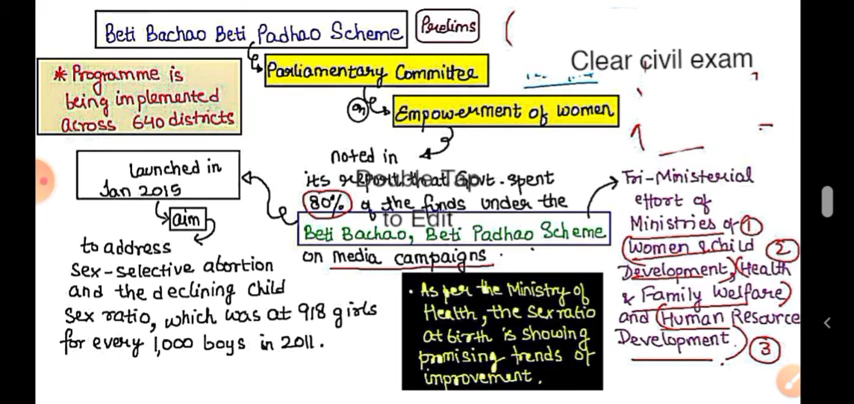 Beti Bachao Beti Padhao Scheme
Prelims
Clear civil exam
Parliamentary Committee
* Programme is
being implemented
across 640 districts
on
Empowerment of women
noted in
its report that Govt. spent
80% of the funds under the
Beti Bachao, Beti Padhao Scheme
on media campaigns.
Double Tap
to Edit
launched in
Jan 2015
aim
to address
Sex-selective abortion
and the declining child
Sex ratio, which was at 918 girls
for every 1,000 boys in 2011.
• As per the Ministry of
Health, the sex ratio
at birth is showing
promising trends of
improvement.
Tri-Ministerial
effort of
Ministries of ①
Women & Child ②
Development, (Health
& Family Welfare)
and (Human Resource
Development.) ③